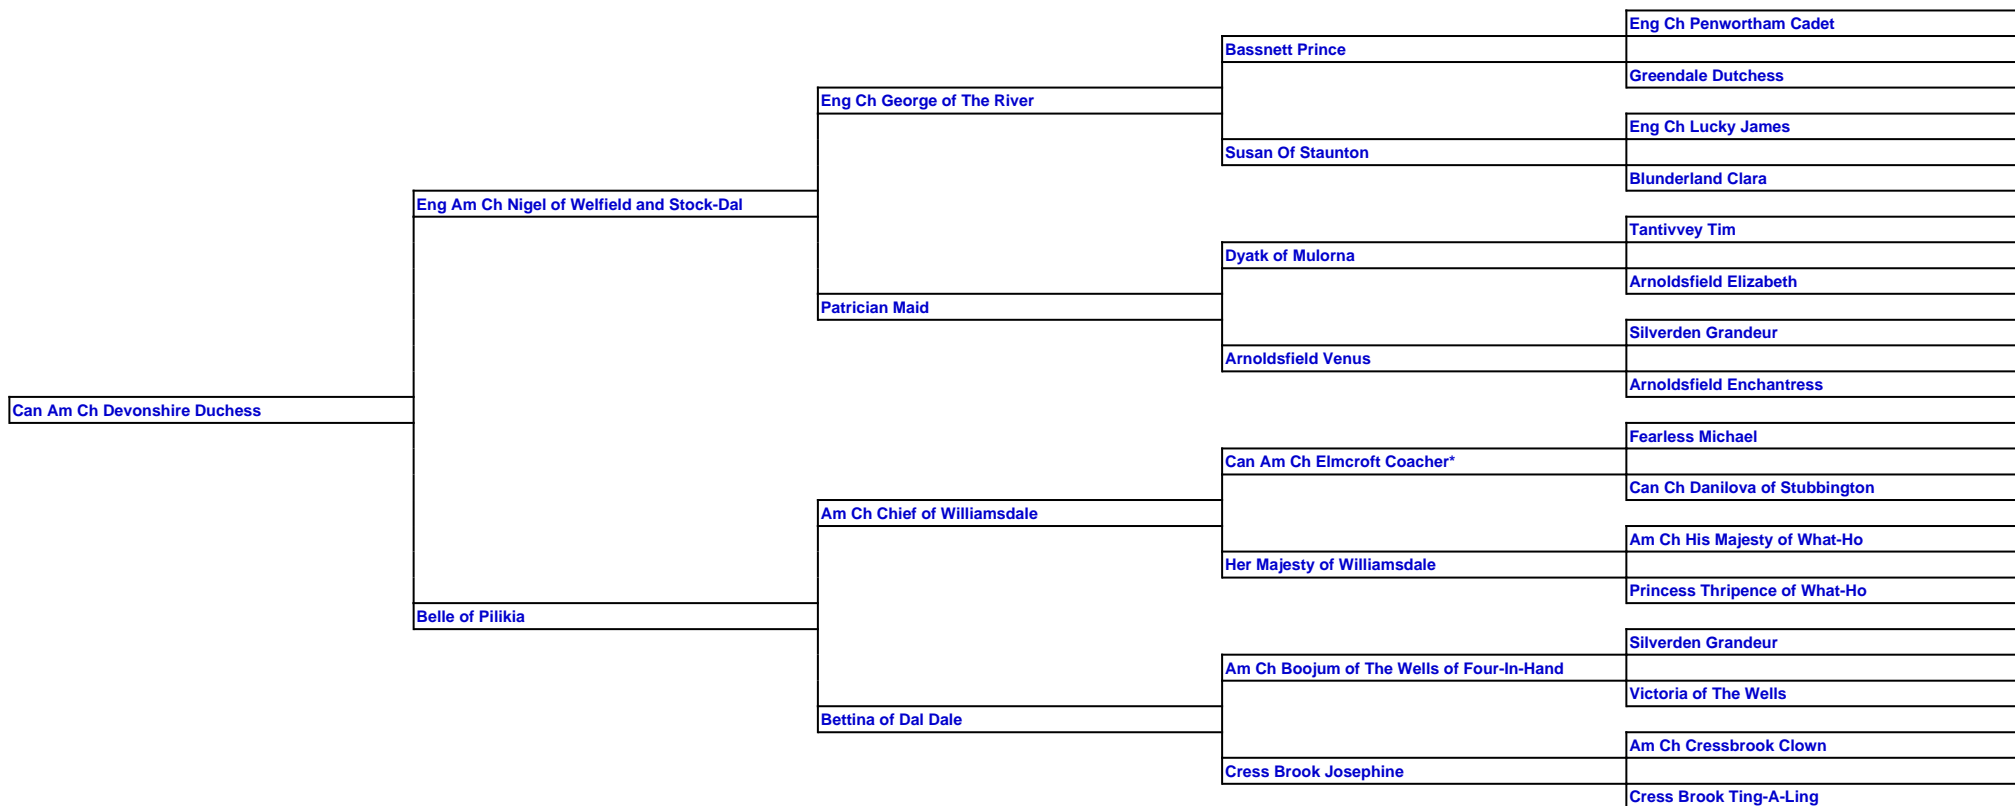 Eng Ch Penwortham Cadet
Bassnett Prince
Greendale Dutchess
Eng Ch George of The River
Eng Ch Lucky James
Susan Of Staunton
Blunderland Clara
Eng Am Ch Nigel of Welfield and Stock-Dal
Tantivvey Tim
Dyatk of Mulorna
Arnoldsfield Elizabeth
Patrician Maid
Silverden Grandeur
Arnoldsfield Venus
Arnoldsfield Enchantress
Can Am Ch Devonshire Duchess
Fearless Michael
Can Am Ch Elmcroft Coacher*
Can Ch Danilova of Stubbington
Am Ch Chief of Williamsdale
Am Ch His Majesty of What-Ho
Her Majesty of Williamsdale
Princess Thripence of What-Ho
Belle of Pilikia
Silverden Grandeur
Am Ch Boojum of The Wells of Four-In-Hand
Victoria of The Wells
Bettina of Dal Dale
Am Ch Cressbrook Clown
Cress Brook Josephine
Cress Brook Ting-A-Ling